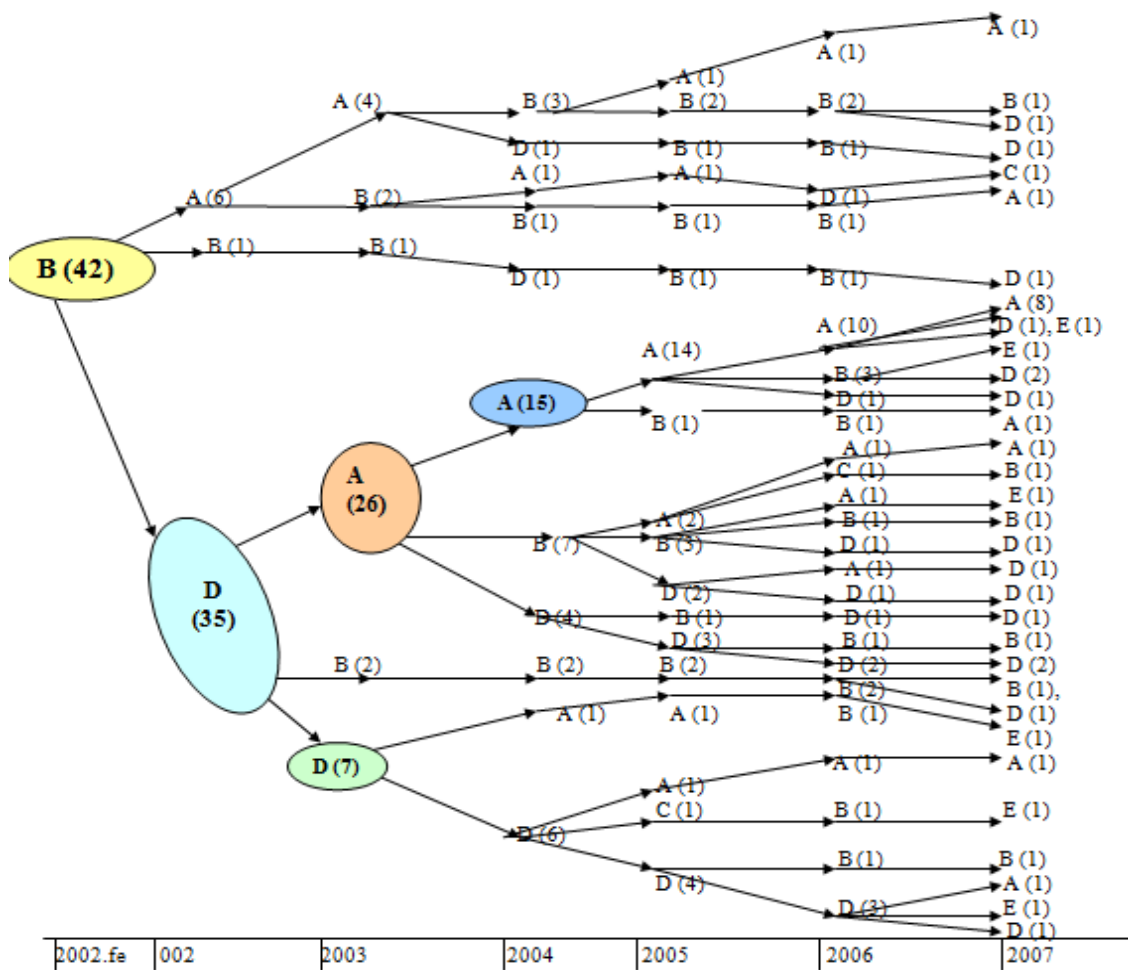 A (1)
A (1)
A (1)
A (4) B (3) B (2) B (2) B (1)
D (1)
D (1) B (1) B (1) D (1)
A (1) A (1) C (1)
A (6) B (2) D (1) A (1)
B (1) B (1) B (1)
B (1) B (1)
B (42) D (1) B (1) B (1) D (1)
A (8)
A (10) D (1), E (1)
A (14) E (1)
B (3) D (2)
A (15) D (1) D (1)
B (1) B (1) A (1)
A (1) A (1)
A C (1) B (1)
(26) A (1) E (1)
A (2) B (1) B (1)
B (7) B (3) D (1) D (1)
A (1) D (1)
D D (2) D (1) D (1)
(35) D (4) B (1) D (1) D (1)
D (3) B (1) B (1)
B (2) B (2) B (2) D (2) D (2)
B (2) B (1),
A (1) A (1) B (1) D (1)
E (1)
D (7) A (1) A (1)
A (1)
C (1) B (1) E (1)
D (6)
B (1) B (1)
D (4) A (1)
D (3) E (1)
D (1)
2002.fe 002 2003 2004 2005 2006 2007